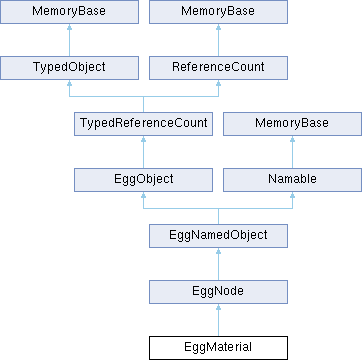 MemoryBase MemoryBase
TypedObject ReferenceCount
TypedReferenceCount MemoryBase
EggObject Namable
EggNamedObject
EggNode
EggMaterial